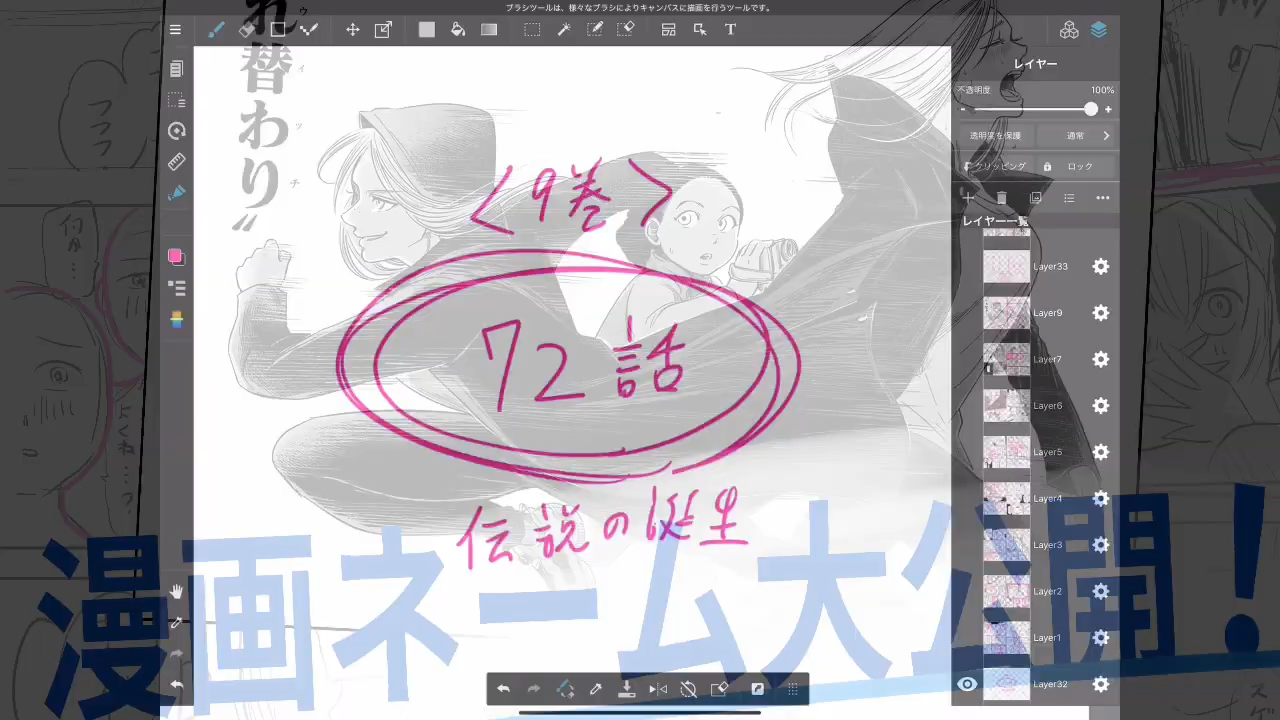 ブラシツールは、様々なブラシによりキャンバスに描画を行うツールです。
T
レイヤー
不透明度
100%
透明度を保護
通常
クリッピング
ロック
レイヤー一覧
Layer33
Layer9
Layer7
Layer6
Layer5
Layer4
Layer3
Layer2
Layer1
Layer32
れ替わり〟
<9巻>
72話
伝説の誕生
漫画ネーム大公開!
フフフ
何か…